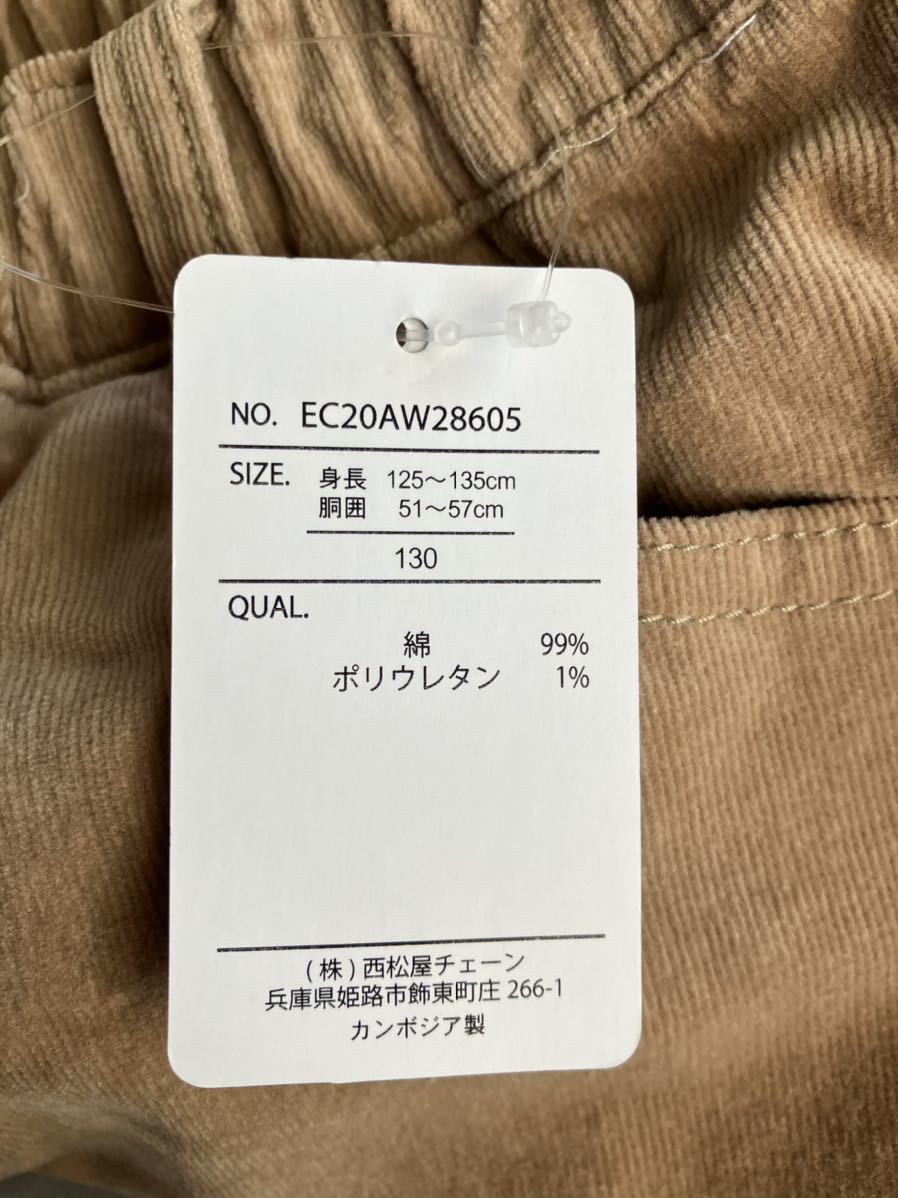 NO. EC20AW28605
SIZE. 身長 125～135cm
胴囲 51～57cm
130
QUAL.
綿 99%
ポリウレタン 1%
(株)西松屋チェーン
兵庫県姫路市飾東町庄 266-1
カンボジア製